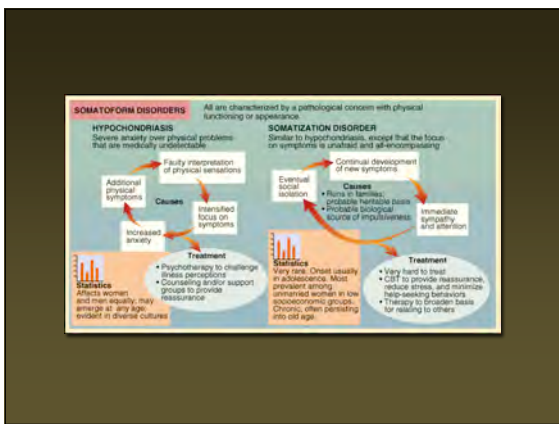 SOMATOFORM DISORDERS
All are characterized by a pathological concern with physical
functioning or appearance
HYPOCHONDRIASIS
Severe anxiety over physical problems
that are medically undetectable
Faulty interpretation
of physical sensations
Additional
physical
symptoms
Causes
Intensified
focus on
symptoms
Increased
anxiety
Treatment
• Psychotherapy to challenge
illness perceptions
• Counseling and/or support
groups to provide
reassurance
Statistics
Affects women
and men equally; may
emerge at any age;
evident in diverse cultures
SOMATIZATION DISORDER
Similar to hypochondriasis, except that the focus
on symptoms is unafraid and all-encompassing
Continual development
of new symptoms
Eventual
social
isolation
Causes
• Runs in families;
probable heritable basis
• Probable biological
source of impulsiveness
Immediate
sympathy
and attention
Treatment
• Very hard to treat
• CBT to provide reassurance,
reduce stress, and minimize
help-seeking behaviors
• Therapy to broaden basis
for relating to others
Statistics
Very rare. Onset usually
in adolescence. Most
prevalent among
unmarried women in low
socioeconomic groups.
Chronic, often persisting
into old age.